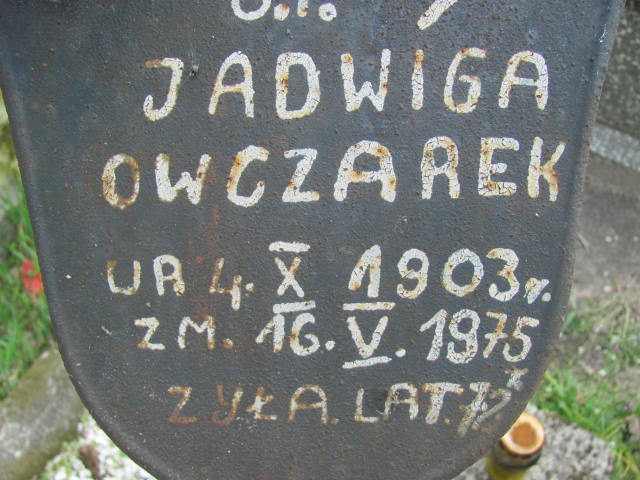 Ś.†P.
JADWIGA
OWCZAREK
UR 4. X 1903 r.
ZM. 16. V. 1975
ŻYŁA. LAT. 72